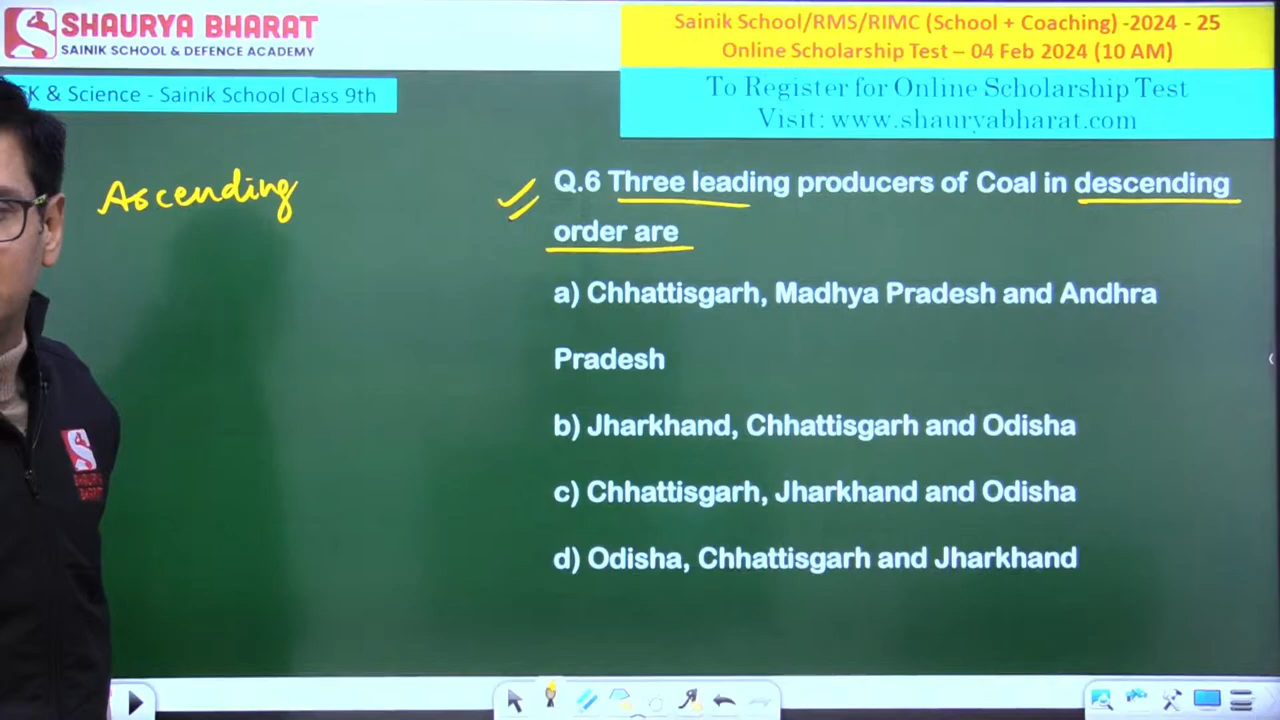 SHAURYA BHARAT
SAINIK SCHOOL & DEFENCE ACADEMY
Sainik School/RMS/RIMC (School + Coaching) -2024 - 25
Online Scholarship Test – 04 Feb 2024 (10 AM)
To Register for Online Scholarship Test
Visit: www.shauryabharat.com
& Science - Sainik School Class 9th
Ascending
Q.6 Three leading producers of Coal in descending
order are
a) Chhattisgarh, Madhya Pradesh and Andhra
Pradesh
b) Jharkhand, Chhattisgarh and Odisha
c) Chhattisgarh, Jharkhand and Odisha
d) Odisha, Chhattisgarh and Jharkhand